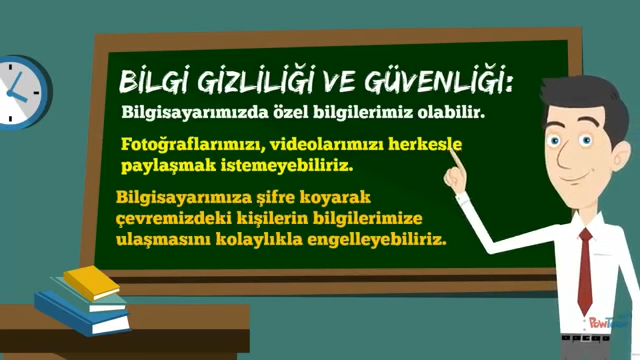 BİLGİ GİZLİLİĞİ VE GÜVENLİĞİ:
Bilgisayarımızda özel bilgilerimiz olabilir.
Fotoğraflarımızı, videolarımızı herkesle
paylaşmak istemeyebiliriz.
Bilgisayarımıza şifre koyarak
çevremizdeki kişilerin bilgilerimize
ulaşmasını kolaylıkla engelleyebiliriz.